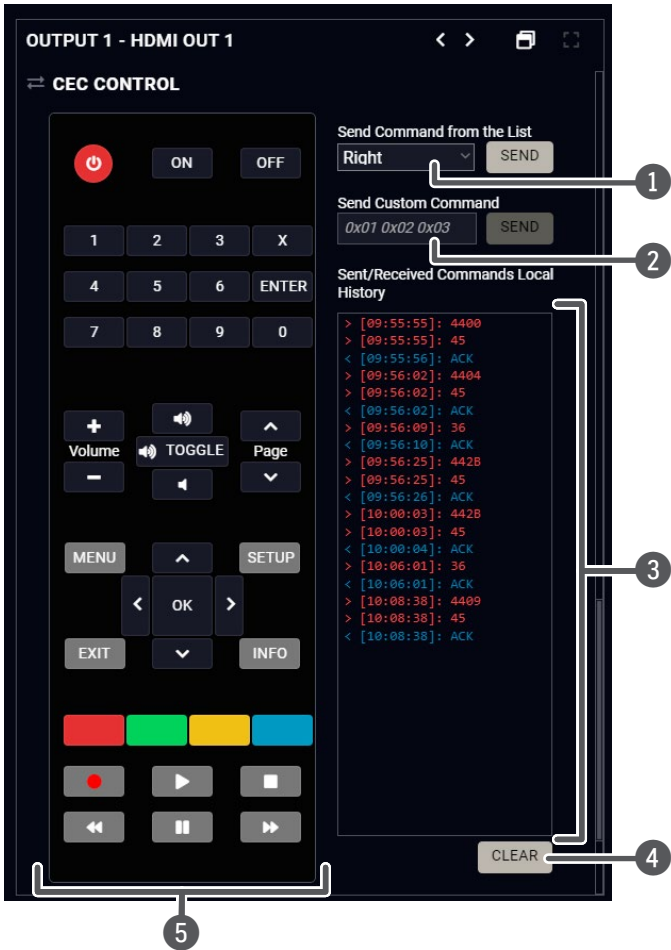 OUTPUT 1 - HDMI OUT 1
CEC CONTROL
ON OFF
1 2 3 X
4 5 6 ENTER
7 8 9 0
Volume
TOGGLE
Page
MENU SETUP
OK
EXIT INFO
Send Command from the List
Right SEND
Send Custom Command
0x01 0x02 0x03 SEND
Sent/Received Commands Local
History
> [09:55:55]: 4400
> [09:55:55]: 45
< [09:55:56]: ACK
> [09:56:02]: 4404
> [09:56:02]: 45
< [09:56:02]: ACK
> [09:56:09]: 36
< [09:56:10]: ACK
> [09:56:25]: 442B
> [09:56:25]: 45
< [09:56:26]: ACK
> [10:00:03]: 442B
> [10:00:03]: 45
< [10:00:04]: ACK
> [10:06:01]: 36
< [10:06:01]: ACK
> [10:08:38]: 4409
> [10:08:38]: 45
< [10:08:38]: ACK
CLEAR
1
2
3
4
5